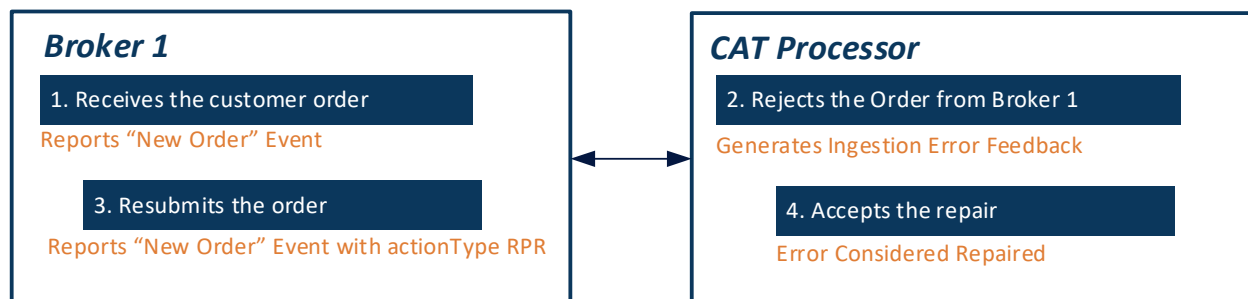 Broker 1
1. Receives the customer order
Reports “New Order” Event
3. Resubmits the order
Reports “New Order” Event with actionType RPR
CAT Processor
2. Rejects the Order from Broker 1
Generates Ingestion Error Feedback
4. Accepts the repair
Error Considered Repaired